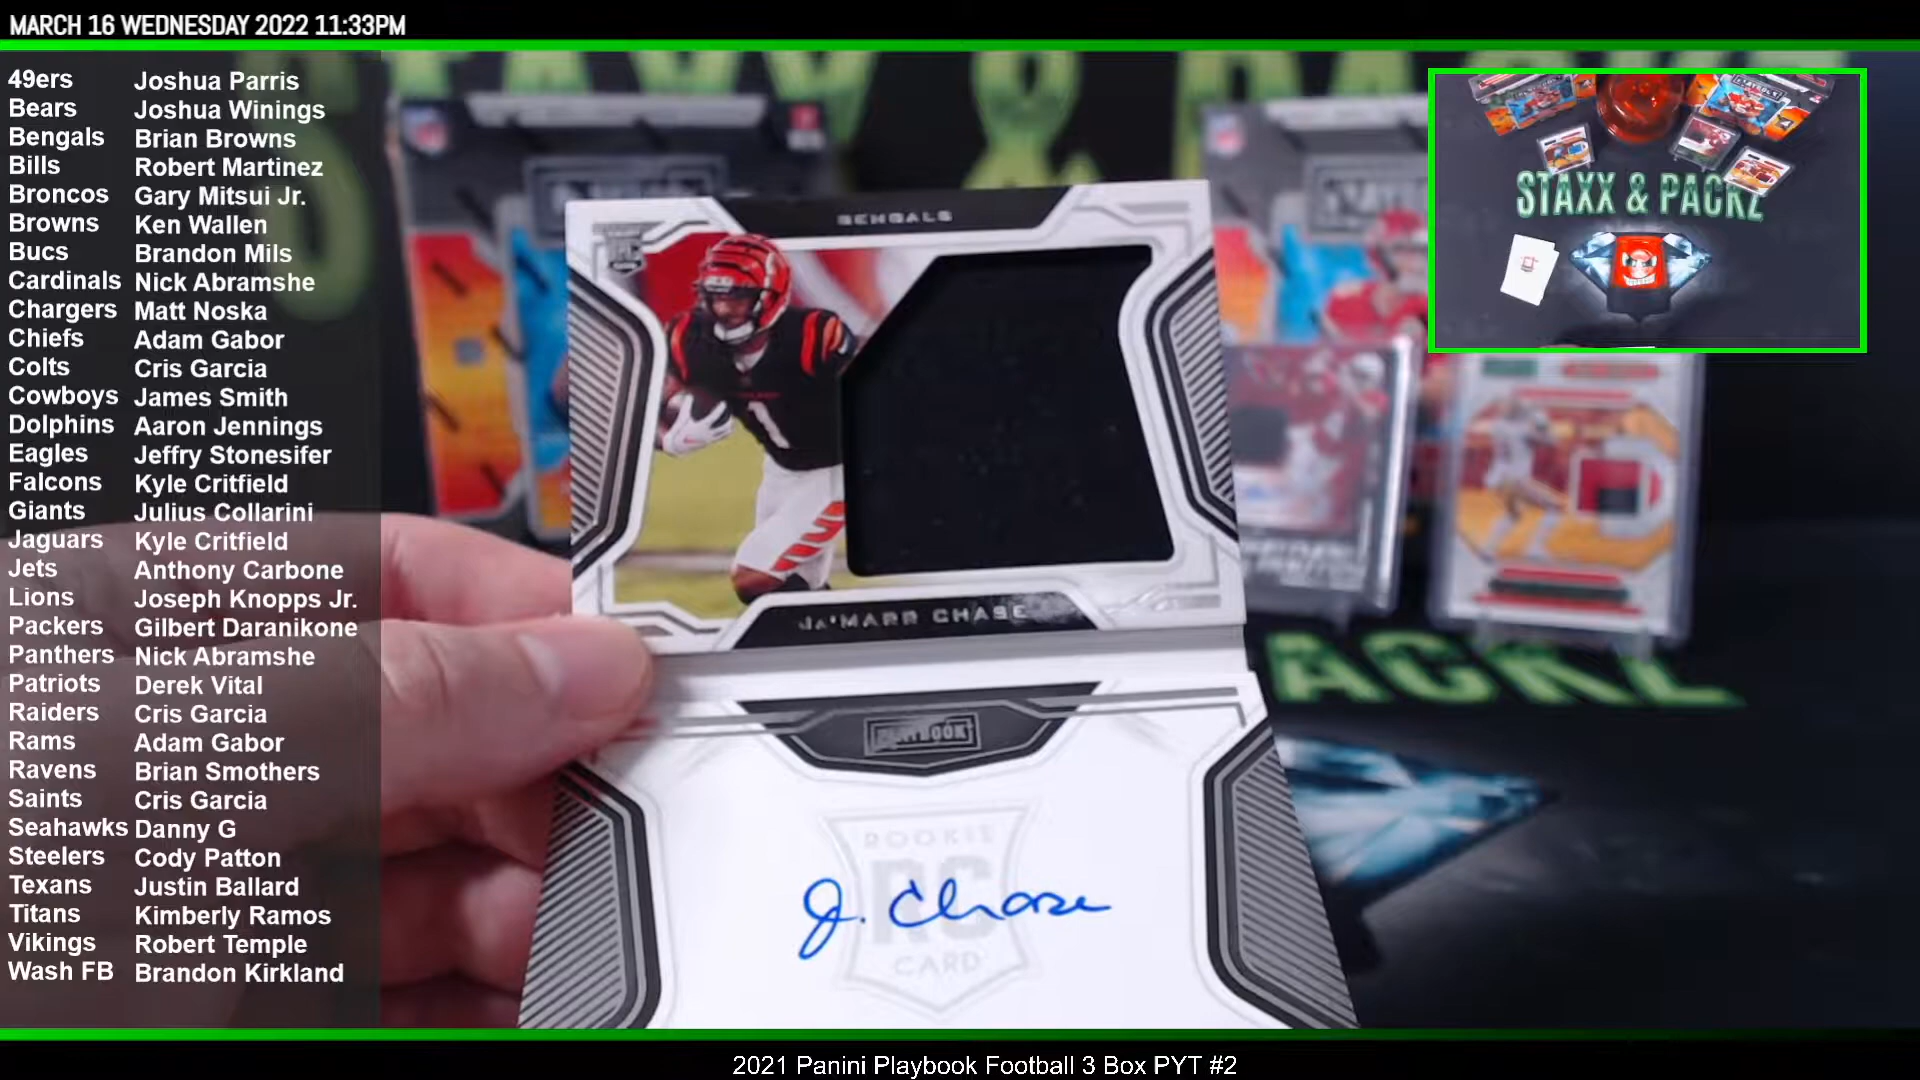 MARCH 16 WEDNESDAY 2022 11:33PM
49ers Joshua Parris
Bears Joshua Winings
Bengals Brian Browns
Bills Robert Martinez
Broncos Gary Mitsui Jr.
Browns Ken Wallen
Bucs Brandon Mils
Cardinals Nick Abramshe
Chargers Matt Noska
Chiefs Adam Gabor
Colts Cris Garcia
Cowboys James Smith
Dolphins Aaron Jennings
Eagles Jeffry Stonesifer
Falcons Kyle Critfield
Giants Julius Collarini
Jaguars Kyle Critfield
Jets Anthony Carbone
Lions Joseph Knopps Jr.
Packers Gilbert Daranikone
Panthers Nick Abramshe
Patriots Derek Vital
Raiders Cris Garcia
Rams Adam Gabor
Ravens Brian Smothers
Saints Cris Garcia
Seahawks Danny G
Steelers Cody Patton
Texans Justin Ballard
Titans Kimberly Ramos
Vikings Robert Temple
Wash FB Brandon Kirkland
BENGALS
RC
1
JA'MARR CHASE
PLAYBOOK
ROOKIE
RC
CARD
J. Chase
STAXX & PACKZ
2021 Panini Playbook Football 3 Box PYT #2